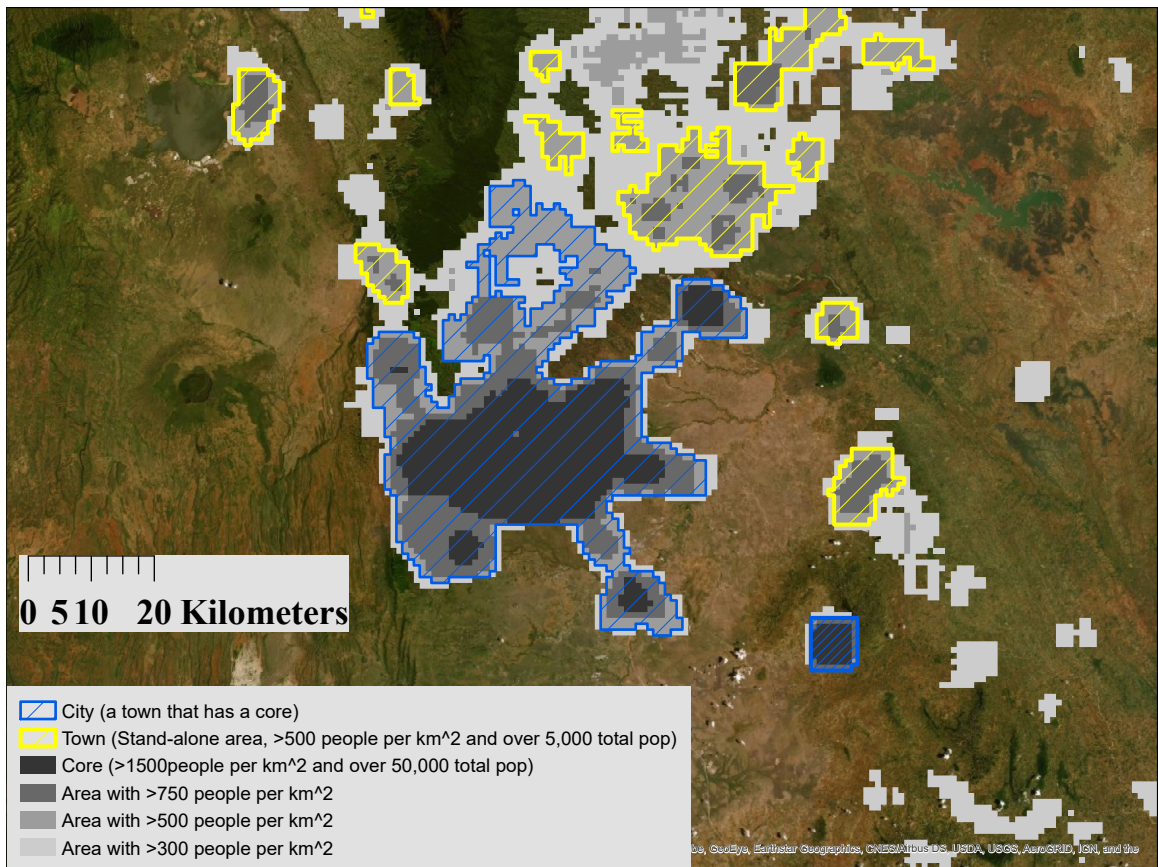 0 5 10 20 Kilometers
City (a town that has a core)
Town (Stand-alone area, >500 people per km^2 and over 5,000 total pop)
Core (>1500people per km^2 and over 50,000 total pop)
Area with >750 people per km^2
Area with >500 people per km^2
Area with >300 people per km^2
GeoEye, Earthstar Geographics, CNES/Airbus DS, USDA, USGS, AeroGRID, IGN, and the